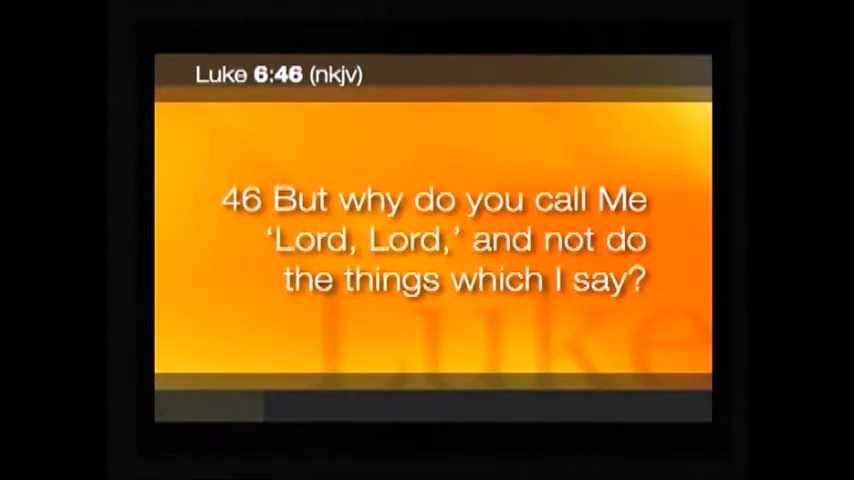 Luke 6:46 (nkjv)
46 But why do you call Me
‘Lord, Lord,’ and not do
the things which I say?
Luke